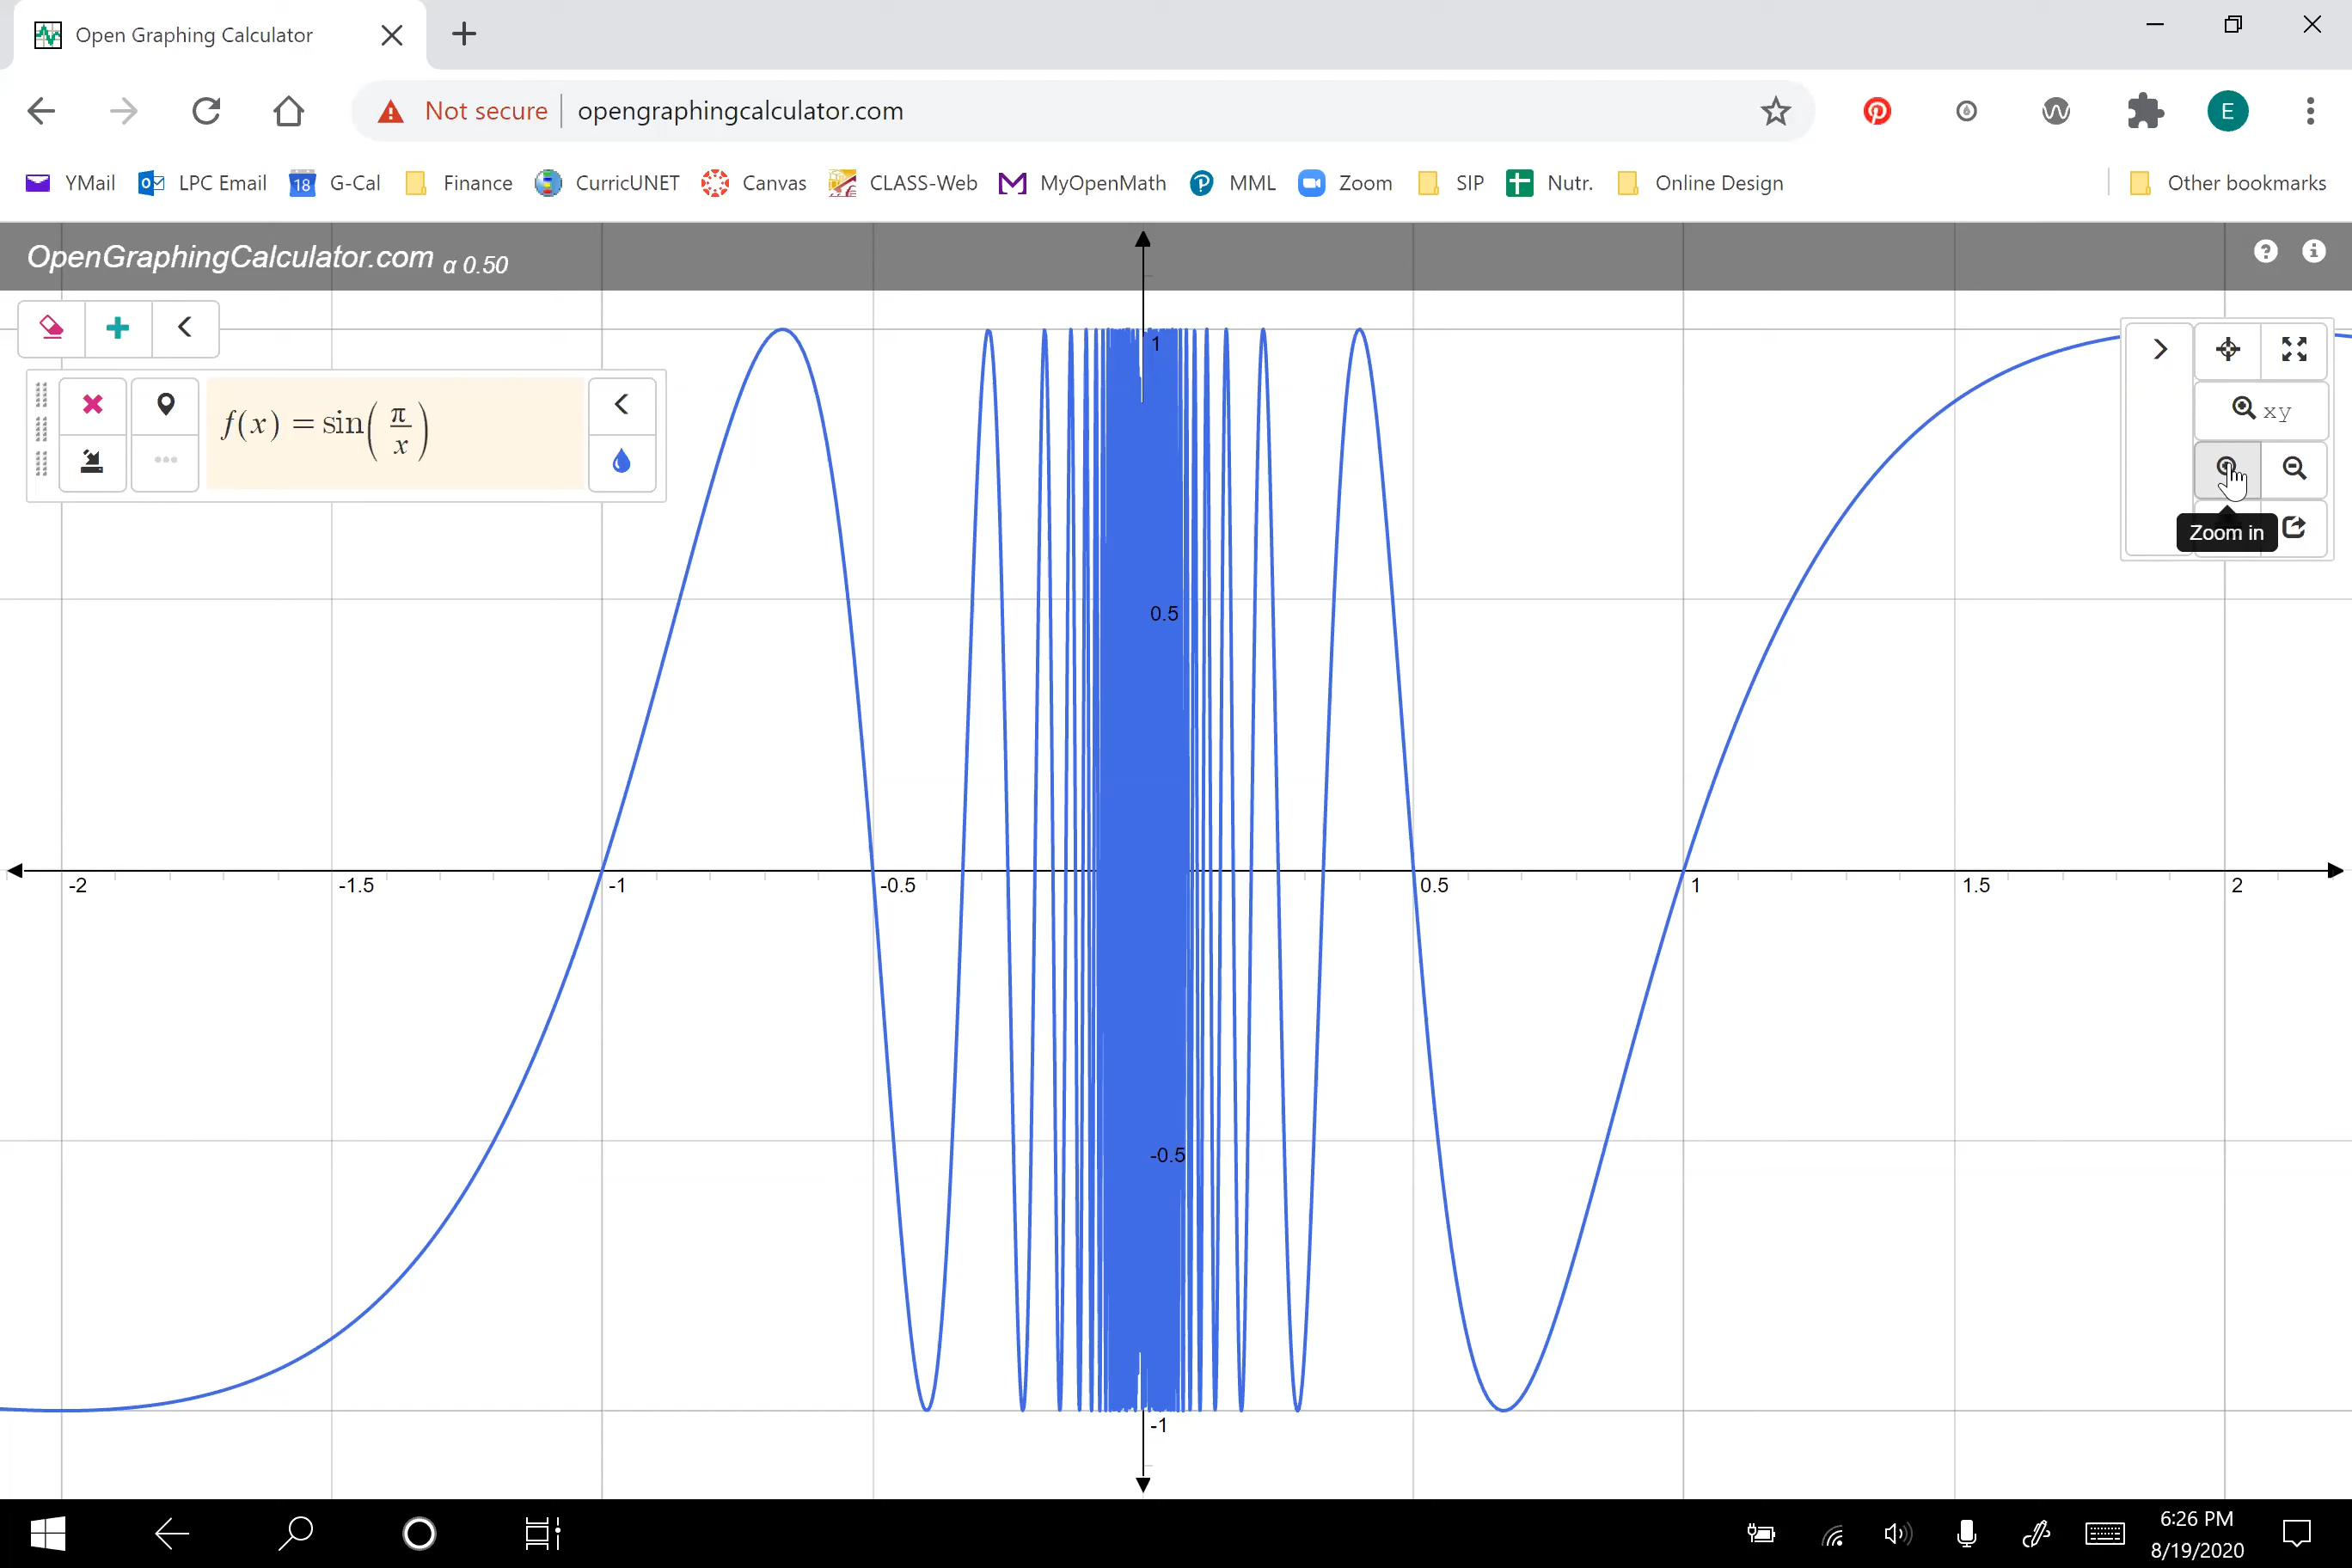 Open Graphing Calculator
Not secure opengraphingcalculator.com
E
YMail LPC Email 18 G-Cal Finance CurricUNET Canvas CLASS-Web MyOpenMath MML Zoom SIP Nutr. Online Design Other bookmarks
OpenGraphingCalculator.com α 0.50
f(x) = sin(π/x)
xy
Zoom in
1
0.5
-2 -1.5 -1 -0.5 0.5 1 1.5 2
-0.5
-1
6:26 PM
8/19/2020